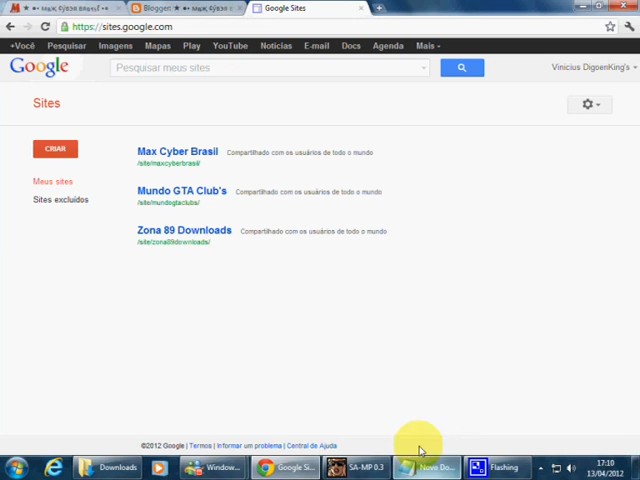 Blogger:
Google Sites
https://sites.google.com
+Você Pesquisar Imagens Mapas Play YouTube Notícias E-mail Docs Agenda Mais
Google Pesquisar meus sites Vinicius DigoenKing's
Sites
CRIAR
Meus sites
Sites excluídos
Max Cyber Brasil Compartilhado com os usuários de todo o mundo
/site/maxcyberbrasil/
Mundo GTA Club's Compartilhado com os usuários de todo o mundo
/site/mundogtaclubs/
Zona 89 Downloads Compartilhado com os usuários de todo o mundo
/site/zona89downloads/
©2012 Google | Termos | Informar um problema | Central de Ajuda
Downloads Window... Google Si... SA-MP 0.3 Novo Do... Flashing
17:10
13/04/2012